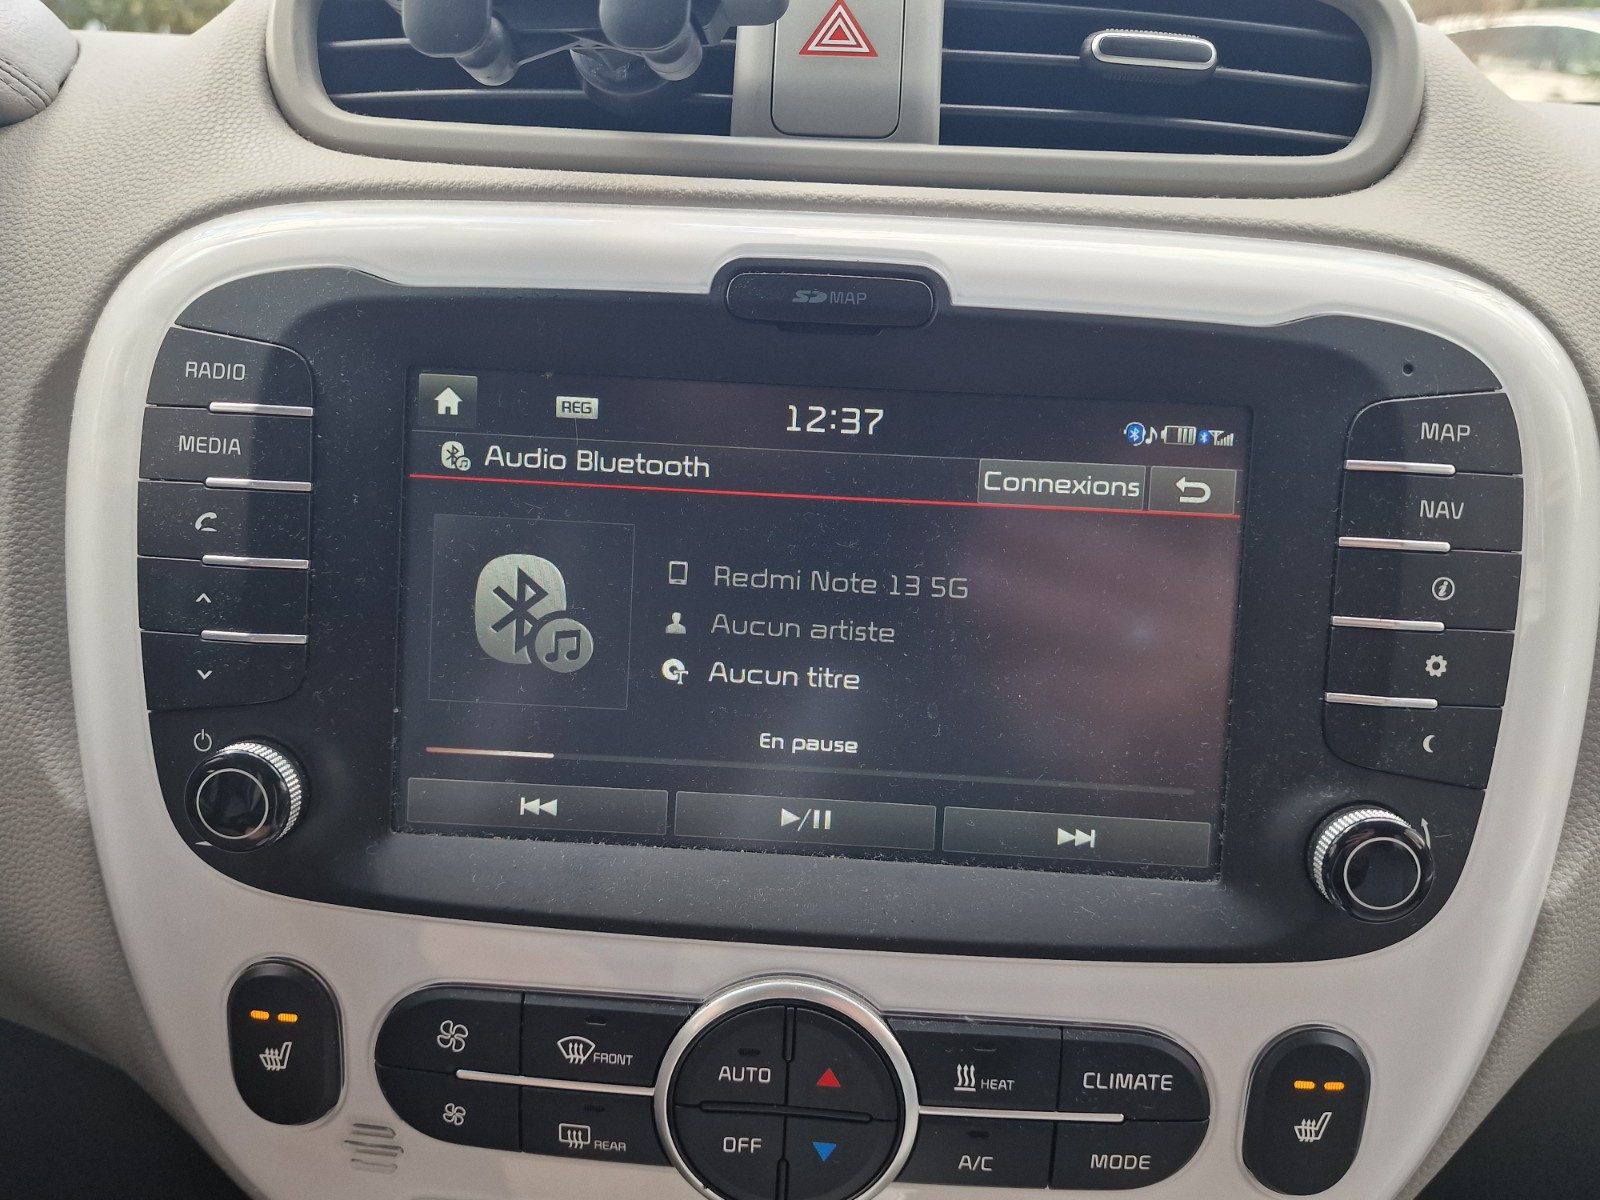 SD MAP
RADIO
MEDIA
MAP
NAV
REG
12:37
Audio Bluetooth
Connexions
Redmi Note 13 5G
Aucun artiste
Aucun titre
En pause
FRONT
REAR
AUTO
OFF
HEAT
CLIMATE
A/C
MODE